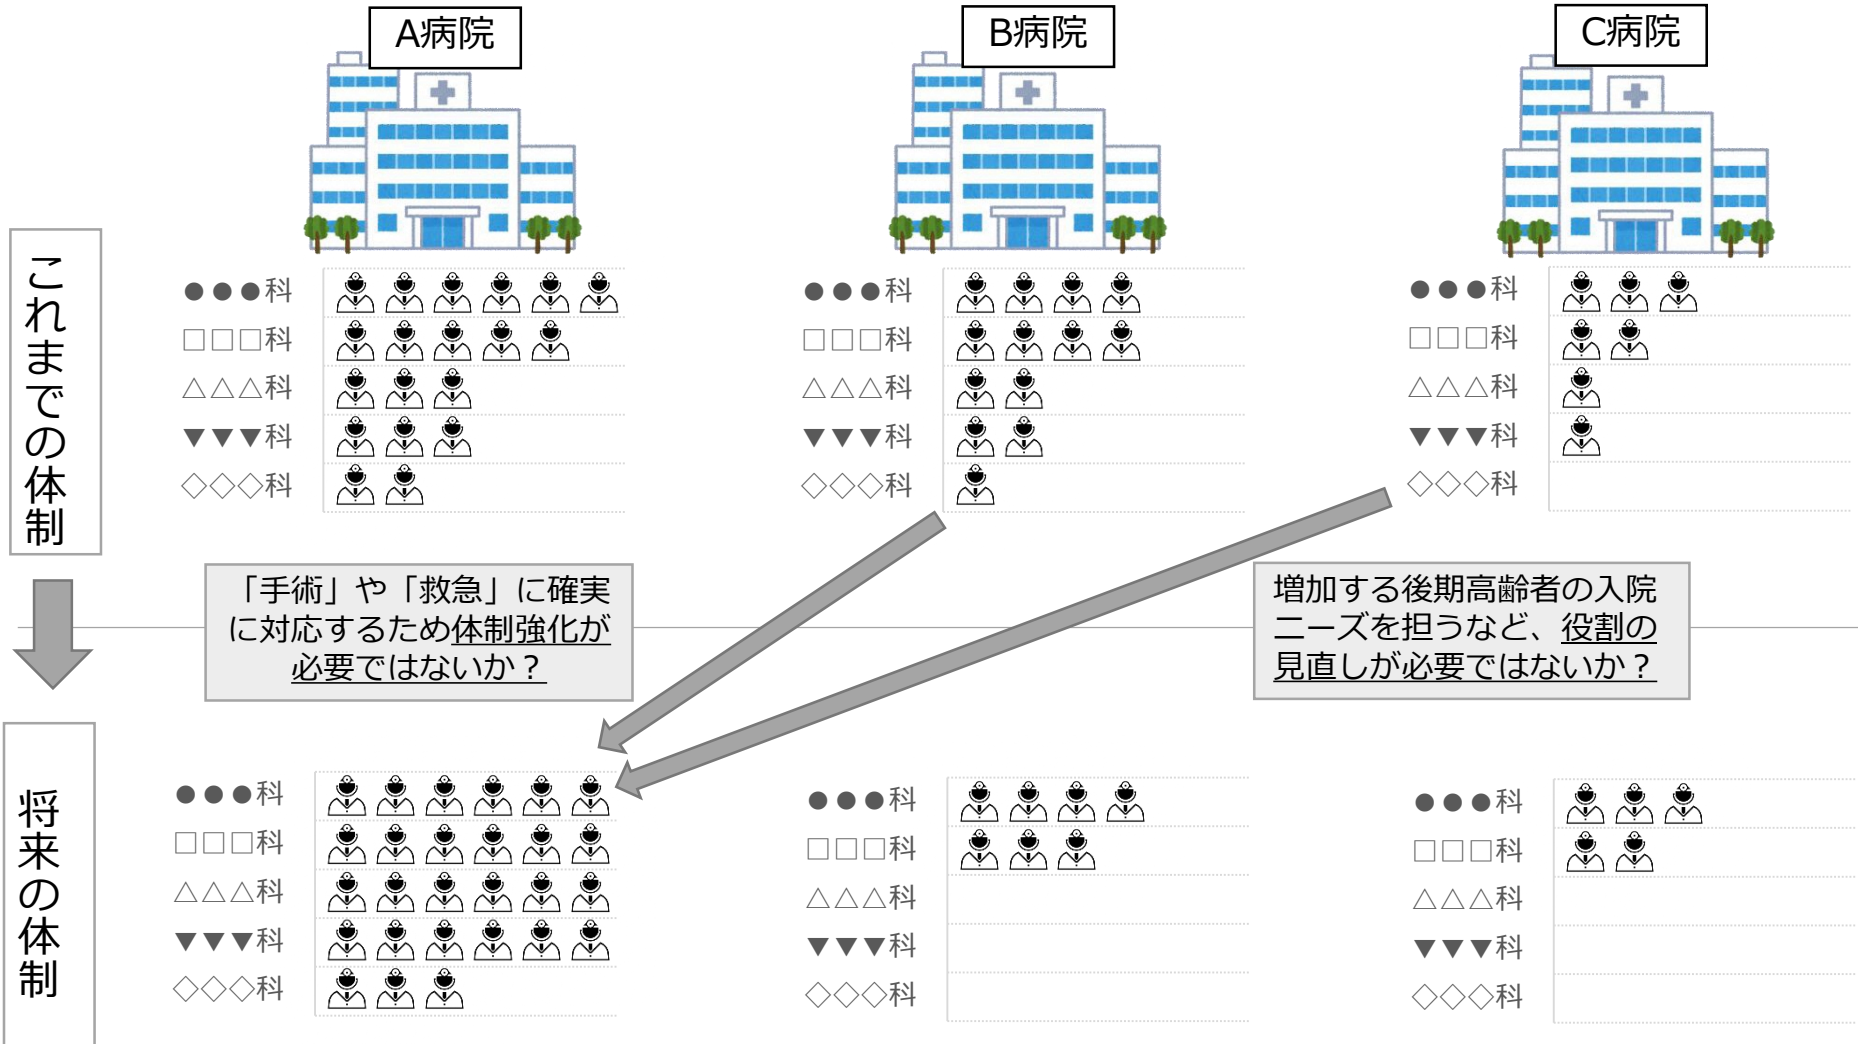 A病院
B病院
C病院
これまでの体制
●●●科
□□□科
△△△科
▼▼▼科
◇◇◇科
●●●科
□□□科
△△△科
▼▼▼科
◇◇◇科
●●●科
□□□科
△△△科
▼▼▼科
◇◇◇科
「手術」や「救急」に確実
に対応するため体制強化が
必要ではないか？
増加する後期高齢者の入院
ニーズを担うなど、役割の
見直しが必要ではないか？
将来の体制
●●●科
□□□科
△△△科
▼▼▼科
◇◇◇科
●●●科
□□□科
△△△科
▼▼▼科
◇◇◇科
●●●科
□□□科
△△△科
▼▼▼科
◇◇◇科